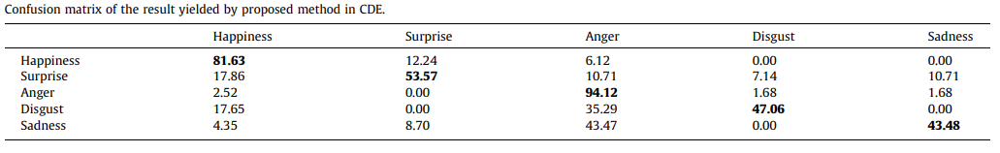 Confusion matrix of the result yielded by proposed method in CDE.
Happiness Surprise Anger Disgust Sadness
Happiness 81.63 12.24 6.12 0.00 0.00
Surprise 17.86 53.57 10.71 7.14 10.71
Anger 2.52 0.00 94.12 1.68 1.68
Disgust 17.65 0.00 35.29 47.06 0.00
Sadness 4.35 8.70 43.47 0.00 43.48